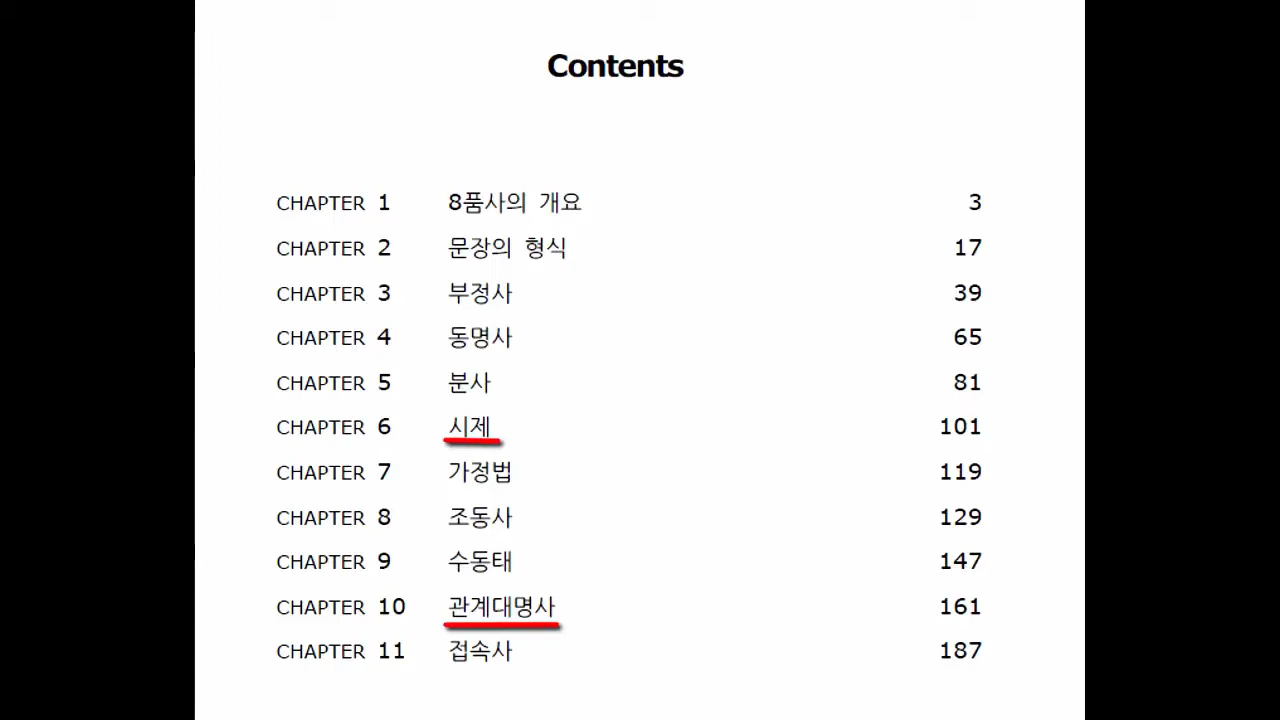 Contents
CHAPTER 1 8품사의 개요 3
CHAPTER 2 문장의 형식 17
CHAPTER 3 부정사 39
CHAPTER 4 동명사 65
CHAPTER 5 분사 81
CHAPTER 6 시제 101
CHAPTER 7 가정법 119
CHAPTER 8 조동사 129
CHAPTER 9 수동태 147
CHAPTER 10 관계대명사 161
CHAPTER 11 접속사 187